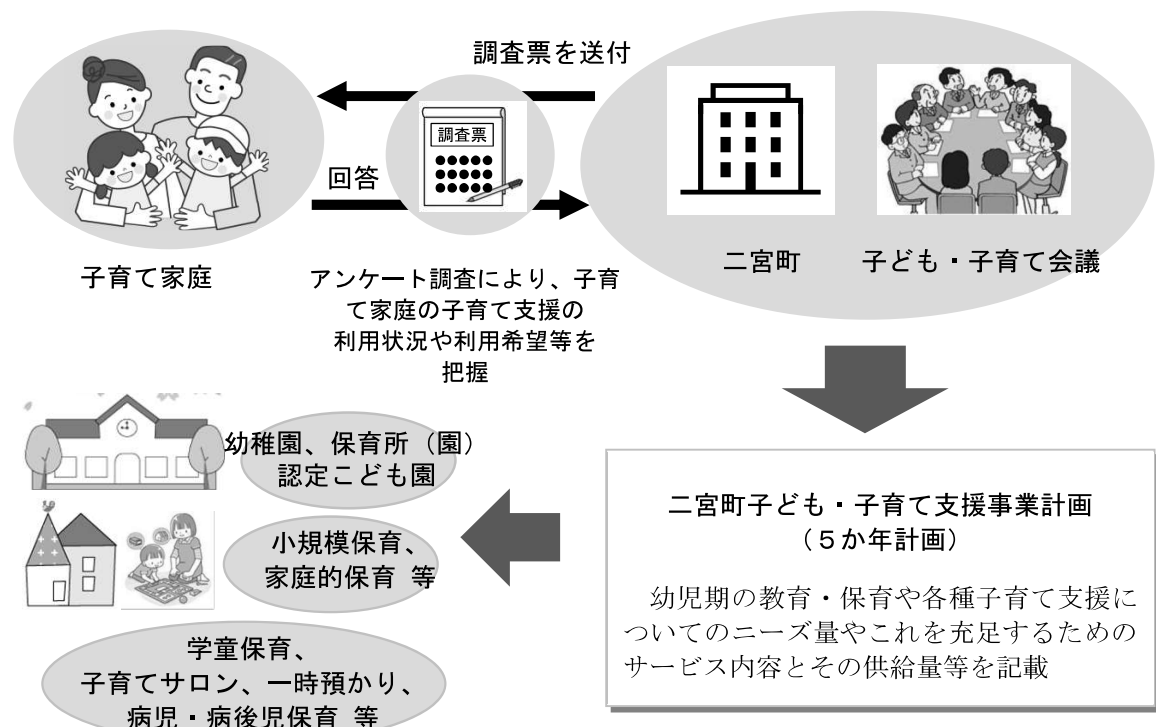 調査票を送付
調査票
回答
子育て家庭
アンケート調査により、子育
て家庭の子育て支援の
利用状況や利用希望等を
把握
二宮町
子ども・子育て会議
二宮町子ども・子育て支援事業計画
（５か年計画）
幼児期の教育・保育や各種子育て支援に
ついてのニーズ量やこれを充足するための
サービス内容とその供給量等を記載
幼稚園、保育所（園）
認定こども園
小規模保育、
家庭的保育 等
学童保育、
子育てサロン、一時預かり、
病児・病後児保育 等